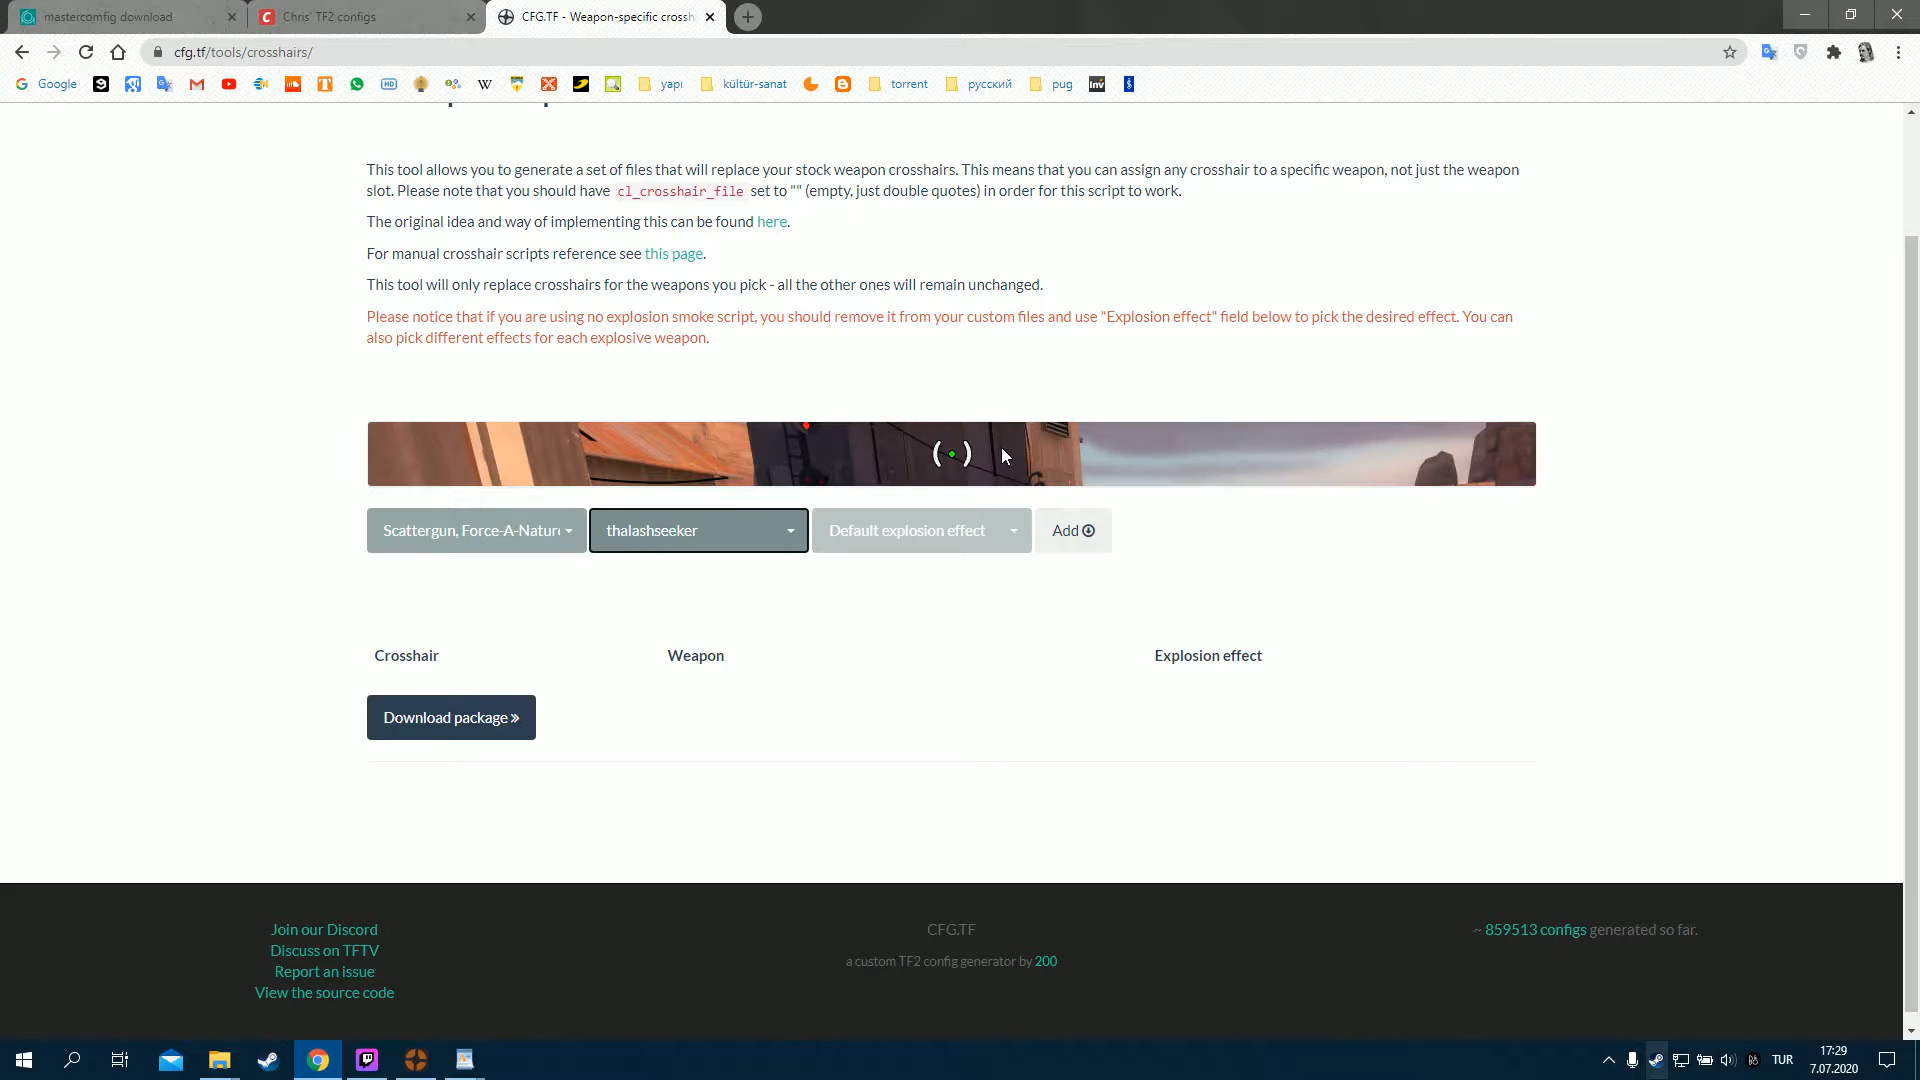 mastercomfig download
Chris' TF2 configs
CFG.TF - Weapon-specific crossh
cfg.tf/tools/crosshairs/
Google
yapı
kültür-sanat
torrent
русский
pug
inv
This tool allows you to generate a set of files that will replace your stock weapon crosshairs. This means that you can assign any crosshair to a specific weapon, not just the weapon
slot. Please note that you should have cl_crosshair_file set to "" (empty, just double quotes) in order for this script to work.
The original idea and way of implementing this can be found here.
For manual crosshair scripts reference see this page.
This tool will only replace crosshairs for the weapons you pick - all the other ones will remain unchanged.
Please notice that if you are using no explosion smoke script, you should remove it from your custom files and use "Explosion effect" field below to pick the desired effect. You can
also pick different effects for each explosive weapon.
Scattergun, Force-A-Natur
thalashseeker
Default explosion effect
Add
Crosshair Weapon Explosion effect
Download package »
Join our Discord
Discuss on TFTV
Report an issue
View the source code
CFG.TF
a custom TF2 config generator by 200
~ 859513 configs generated so far.
TUR
17:29
7.07.2020